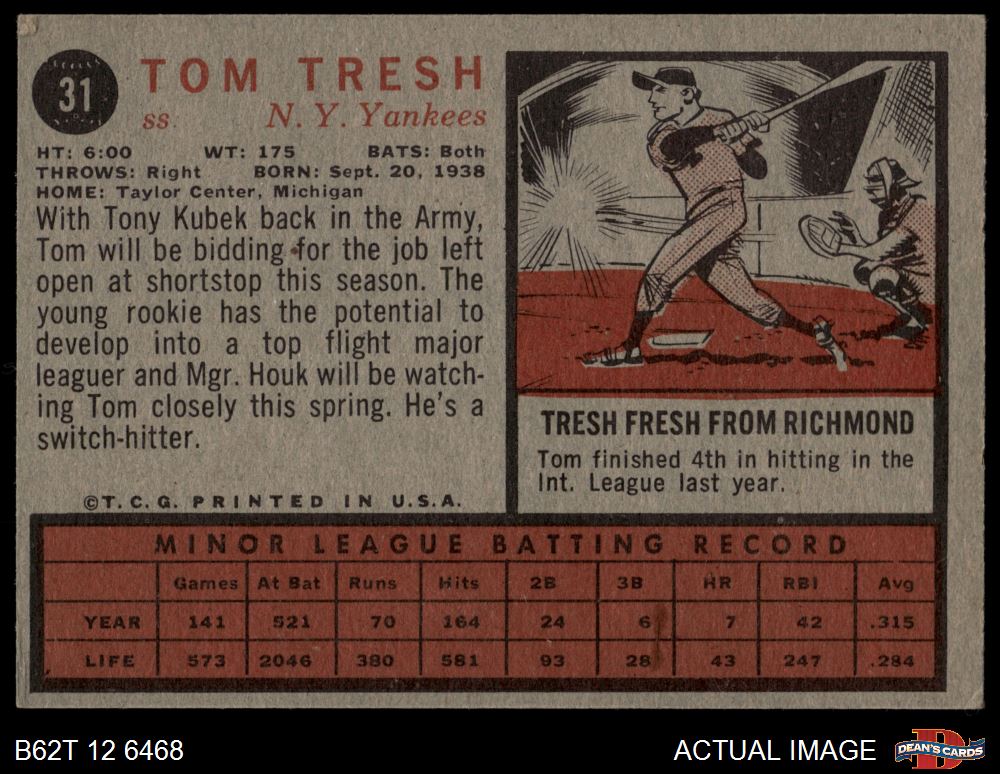 31
TOM TRESH
ss.
N. Y. Yankees
HT: 6:00 WT: 175 BATS: Both
THROWS: Right BORN: Sept. 20, 1938
HOME: Taylor Center, Michigan
With Tony Kubek back in the Army,
Tom will be bidding for the job left
open at shortstop this season. The
young rookie has the potential to
develop into a top flight major
leaguer and Mgr. Houk will be watch-
ing Tom closely this spring. He's a
switch-hitter.
©T.C.G. PRINTED IN U.S.A.
TRESH FRESH FROM RICHMOND
Tom finished 4th in hitting in the
Int. League last year.
MINOR LEAGUE BATTING RECORD
Games At Bat Runs Hits 2B 3B HR RBI Avg
YEAR 141 521 70 164 24 6 7 42 .315
LIFE 573 2046 380 581 93 28 43 247 .284
B62T 12 6468
ACTUAL IMAGE
DEAN'S CARDS